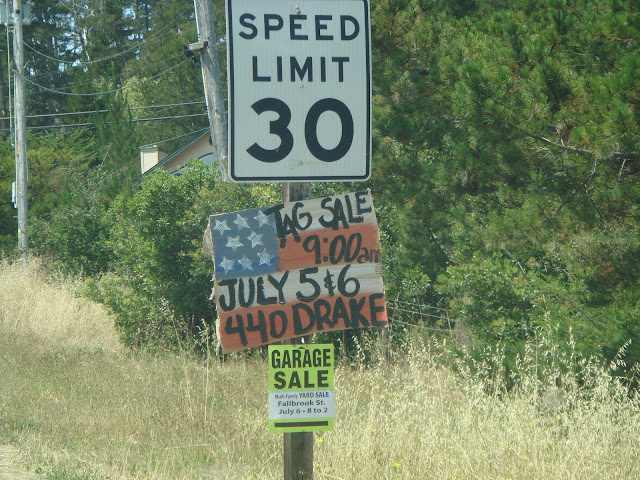 SPEED
LIMIT
30
TAG SALE
9:00am
JULY 5 & 6
440 DRAKE
GARAGE
SALE
Multi-Family YARD SALE
Fallbrook St.
July 6 • 8 to 2